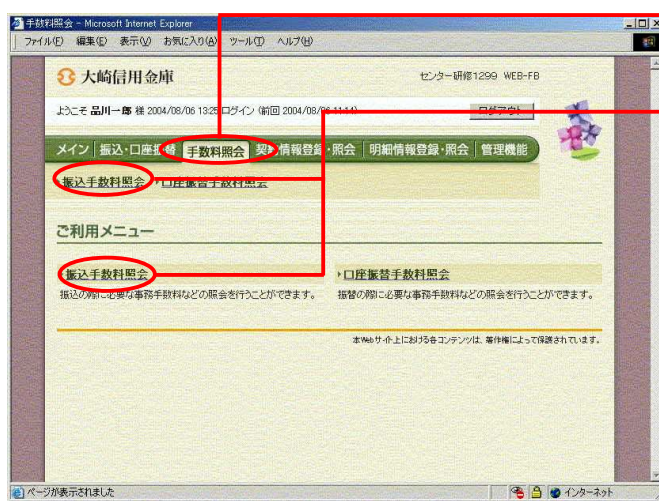 手数料照会 - Microsoft Internet Explorer
ファイル(F) 編集(E) 表示(V) お気に入り(A) ツール(T) ヘルプ(H)
大崎信用金庫
センター研修1299 WEB-FB
ようこそ 品川一郎 様 2004/08/06 13:25 ログイン (前回 2004/08/06 11:14)
ログアウト
メイン 振込・口座振替 手数料照会 契約情報登録・照会 明細情報登録・照会 管理機能
振込手数料照会 口座振替手数料照会
ご利用メニュー
振込手数料照会 口座振替手数料照会
振込の際に必要な事務手数料などの照会を行うことができます。 振替の際に必要な事務手数料などの照会を行うことができます。
本Webサイト上における各コンテンツは、著作権によって保護されています。
ページが表示されました インターネット